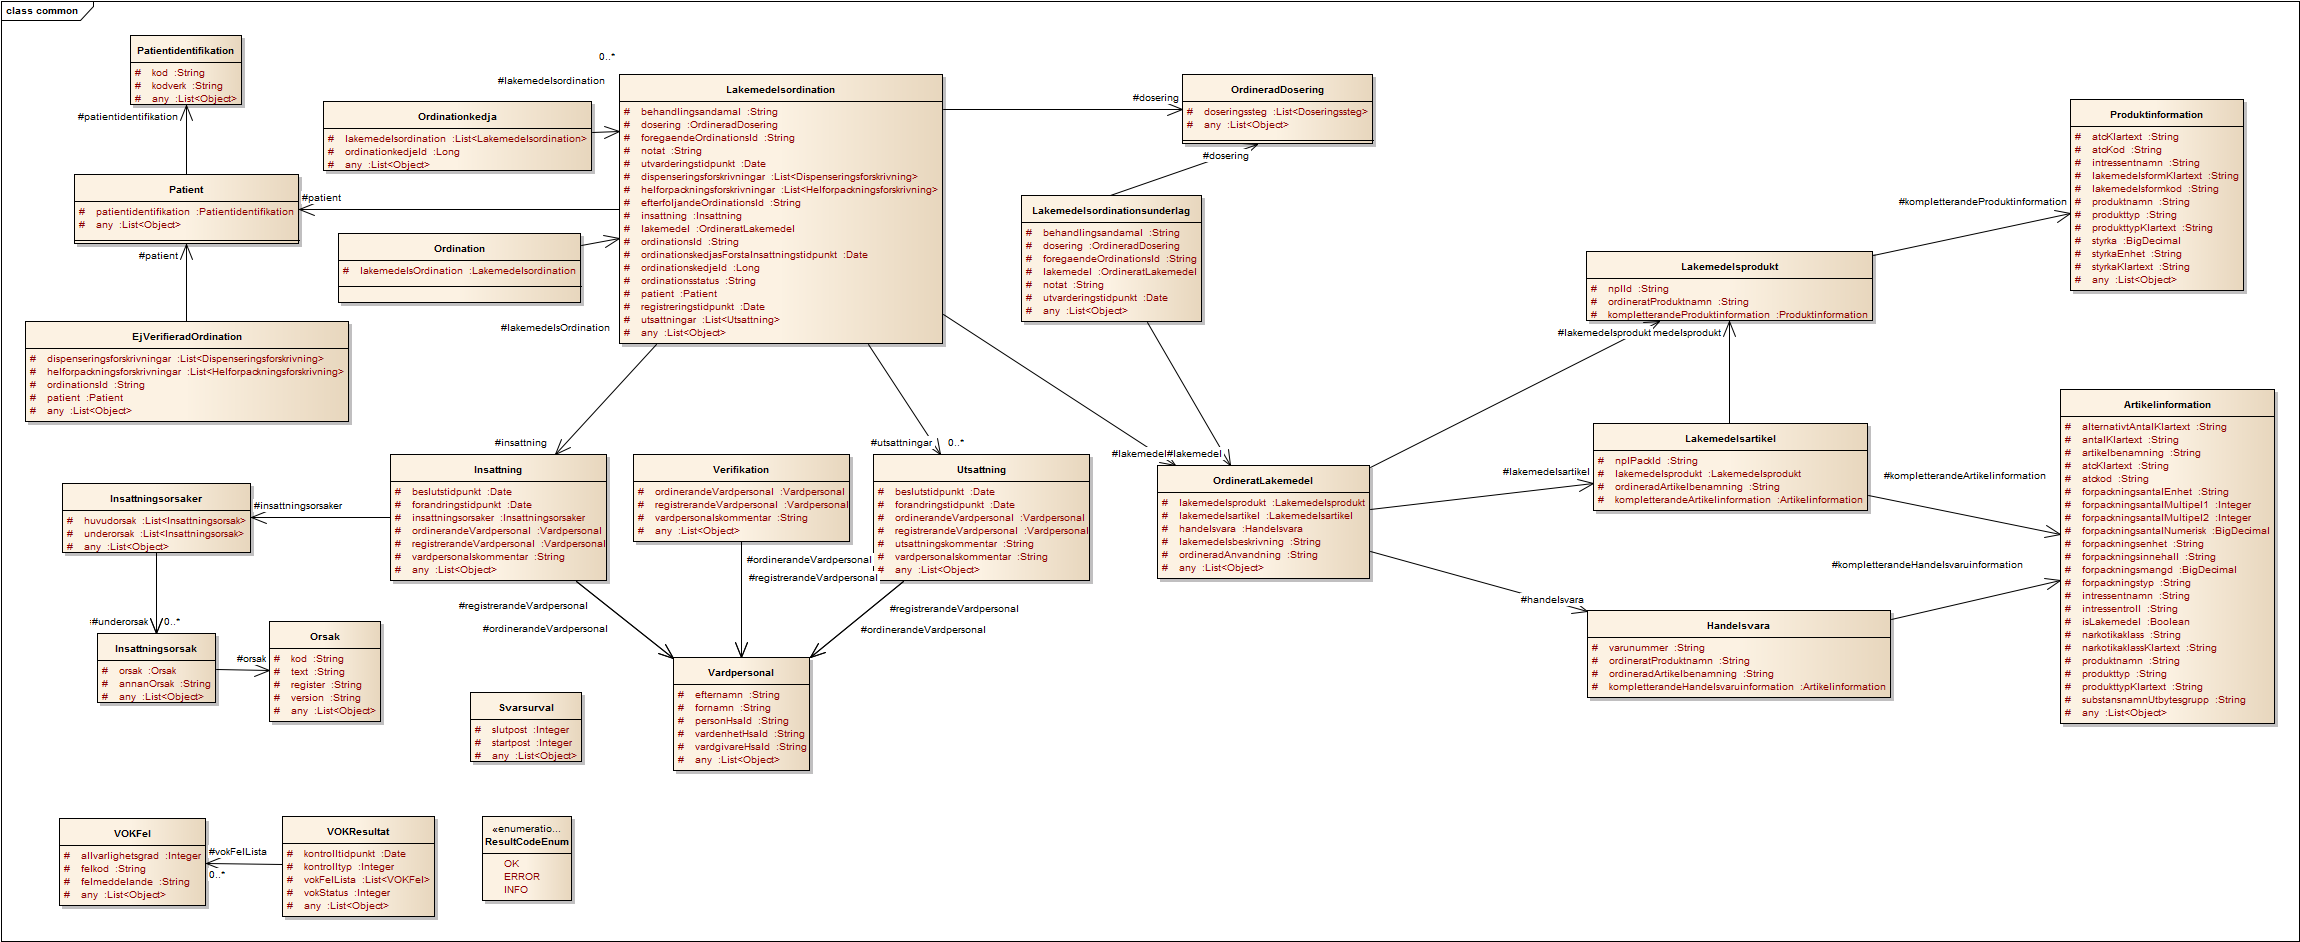 class common
Patientidentifikation
# kod :String
# kodverk :String
# any :List<Object>
#patientidentifikation
Patient
# patientidentifikation :Patientidentifikation
# any :List<Object>
#patient
#patient
EjVerifieradOrdination
# dispenseringsforskrivningar :List<Dispenseringsforskrivning>
# helforpackningsforskrivningar :List<Helforpackningsforskrivning>
# ordinationsId :String
# patient :Patient
# any :List<Object>
0..*
#lakemedelsordination
Ordinationkedja
# lakemedelsordination :List<Lakemedelsordination>
# ordinationkedjeId :Long
# any :List<Object>
Ordination
# lakemedelsOrdination :Lakemedelsordination
#lakemedelsOrdination
Lakemedelsordination
# behandlingsandamal :String
# dosering :OrdineradDosering
# foregaendeOrdinationsId :String
# notat :String
# utvarderingstidpunkt :Date
# dispenseringsforskrivningar :List<Dispenseringsforskrivning>
# helforpackningsforskrivningar :List<Helforpackningsforskrivning>
# efterfoljandeOrdinationsId :String
# insattning :Insattning
# lakemedel :OrdineratLakemedel
# ordinationsId :String
# ordinationskedjasForstaInsattningstidpunkt :Date
# ordinationskedjeId :Long
# ordinationsstatus :String
# patient :Patient
# registreringstidpunkt :Date
# utsattningar :List<Utsattning>
# any :List<Object>
#dosering
OrdineradDosering
# doseringssteg :List<Doseringssteg>
# any :List<Object>
#dosering
Lakemedelsordinationsunderlag
# behandlingsandamal :String
# dosering :OrdineradDosering
# foregaendeOrdinationsId :String
# lakemedel :OrdineratLakemedel
# notat :String
# utvarderingstidpunkt :Date
# any :List<Object>
Produktinformation
# atcKlartext :String
# atcKod :String
# intressentnamn :String
# lakemedelsformKlartext :String
# lakemedelsformkod :String
# produktnamn :String
# produkttyp :String
# produkttypKlartext :String
# styrka :BigDecimal
# styrkaEnhet :String
# styrkaKlartext :String
# any :List<Object>
#kompletterandeProduktinformation
Lakemedelsprodukt
# nplId :String
# ordineratProduktnamn :String
# kompletterandeProduktinformation :Produktinformation
#lakemedelsprodukt
medelsprodukt
Artikelinformation
# alternativtAntalKlartext :String
# antalKlartext :String
# artikelbenamning :String
# atcKlartext :String
# atckod :String
# forpackningsantalEnhet :String
# forpackningsantalMultipel1 :Integer
# forpackningsantalMultipel2 :Integer
# forpackningsantalNumerisk :BigDecimal
# forpackningsenhet :String
# forpackningsinnehall :String
# forpackningsmangd :BigDecimal
# forpackningstyp :String
# intressentnamn :String
# intressentroll :String
# isLakemedel :Boolean
# narkotikaklass :String
# narkotikaklassKlartext :String
# produktnamn :String
# produkttyp :String
# produkttypKlartext :String
# substansnamnUtbytesgrupp :String
# any :List<Object>
Lakemedelsartikel
# nplPackId :String
# lakemedelsprodukt :Lakemedelsprodukt
# ordineradArtikelbenamning :String
# kompletterandeArtikelinformation :Artikelinformation
#kompletterandeArtikelinformation
#lakemedelsartikel
#lakemedel
#lakemedel
OrdineratLakemedel
# lakemedelsprodukt :Lakemedelsprodukt
# lakemedelsartikel :Lakemedelsartikel
# handelsvara :Handelsvara
# lakemedelsbeskrivning :String
# ordineradAnvandning :String
# any :List<Object>
#handelsvara
#kompletterandeHandelsvaruinformation
Handelsvara
# varunummer :String
# ordineratProduktnamn :String
# ordineradArtikelbenamning :String
# kompletterandeHandelsvaruinformation :Artikelinformation
#insattning
Insattning
# beslutstidpunkt :Date
# forandringstidpunkt :Date
# insattningsorsaker :Insattningsorsaker
# ordinerandeVardpersonal :Vardpersonal
# registrerandeVardpersonal :Vardpersonal
# vardpersonalskommentar :String
# any :List<Object>
Verifikation
# ordinerandeVardpersonal :Vardpersonal
# registrerandeVardpersonal :Vardpersonal
# vardpersonalskommentar :String
# any :List<Object>
#utsattningar
0..*
Utsattning
# beslutstidpunkt :Date
# forandringstidpunkt :Date
# ordinerandeVardpersonal :Vardpersonal
# registrerandeVardpersonal :Vardpersonal
# utsattningskommentar :String
# vardpersonalskommentar :String
# any :List<Object>
#insattningsorsaker
Insattningsorsaker
# huvudorsak :List<Insattningsorsak>
# underorsak :List<Insattningsorsak>
# any :List<Object>
#underorsak
0..*
Insattningsorsak
# orsak :Orsak
# annanOrsak :String
# any :List<Object>
#orsak
Orsak
# kod :String
# text :String
# register :String
# version :String
# any :List<Object>
#ordinerandeVardpersonal
#registrerandeVardpersonal
#registrerandeVardpersonal
#ordinerandeVardpersonal
#registrerandeVardpersonal
#ordinerandeVardpersonal
Vardpersonal
# efternamn :String
# fornamn :String
# personHsaId :String
# vardenhetHsaId :String
# vardgivareHsaId :String
# any :List<Object>
Svarsurval
# slutpost :Integer
# startpost :Integer
# any :List<Object>
VOKFel
# allvarlighetsgrad :Integer
# felkod :String
# felmeddelande :String
# any :List<Object>
#vokFelLista
0..*
VOKResultat
# kontrolltidpunkt :Date
# kontrolltyp :Integer
# vokFelLista :List<VOKFel>
# vokStatus :Integer
# any :List<Object>
«enumeratio...
ResultCodeEnum
OK
ERROR
INFO